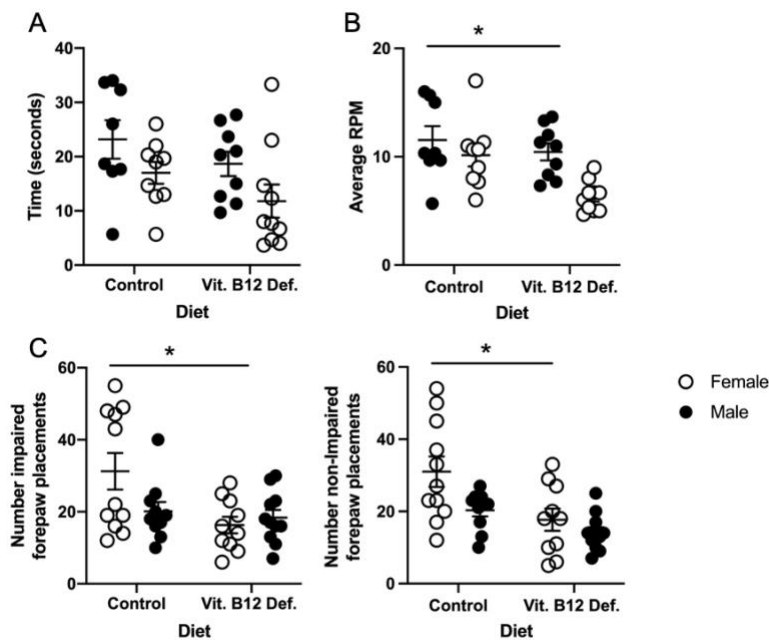 A
Time (seconds)
40
30
20
10
0
Control
Vit. B12 Def.
Diet
B
*
Average RPM
20
10
0
Control
Vit. B12 Def.
Diet
C
*
Number impaired
forepaw placements
60
40
20
0
Control
Vit. B12 Def.
Diet
*
Number non-Impaired
forepaw placements
60
40
20
0
Control
Vit. B12 Def.
Diet
Female
Male